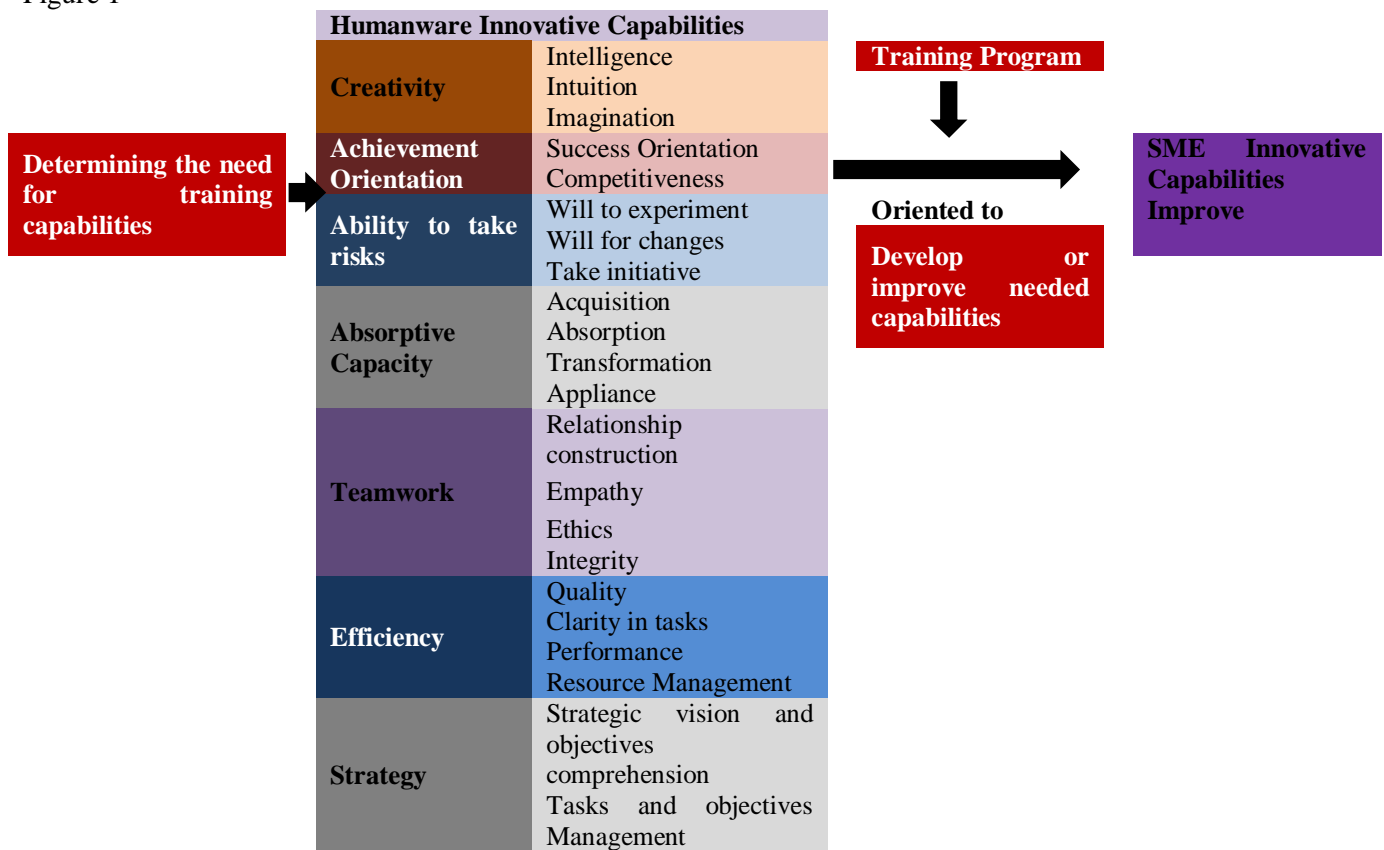 Figure 1
Humanware Innovative Capabilities
Determining the need
for training
capabilities
Creativity
Intelligence
Intuition
Imagination
Achievement
Orientation
Success Orientation
Competitiveness
Ability to take
risks
Will to experiment
Will for changes
Take initiative
Absorptive
Capacity
Acquisition
Absorption
Transformation
Appliance
Teamwork
Relationship
construction
Empathy
Ethics
Integrity
Efficiency
Quality
Clarity in tasks
Performance
Resource Management
Strategy
Strategic vision and
objectives
comprehension
Tasks and objectives
Management
Training Program
Oriented to
Develop or
improve needed
capabilities
SME Innovative
Capabilities
Improve